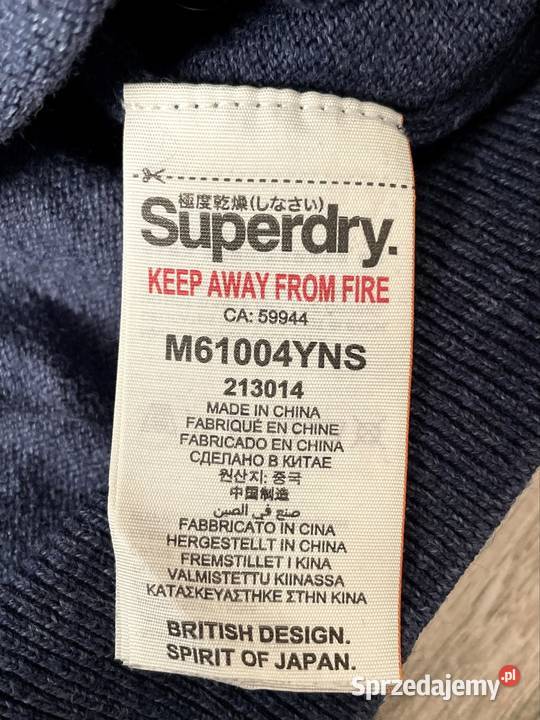 極度乾燥(しなさい)
Superdry.
KEEP AWAY FROM FIRE
CA: 59944
M61004YNS
213014
MADE IN CHINA
FABRIQUÉ EN CHINE
FABRICADO EN CHINA
СДЕЛАНО В КИТАЕ
원산지: 중국
中国制造
صنع في الصين
FABBRICATO IN CINA
HERGESTELLT IN CHINA
FREMSTILLET I KINA
VALMISTETTU KIINASSA
ΚΑΤΑΣΚΕΥΑΣΤΗΚΕ ΣΤΗΝ ΚΙΝΑ
BRITISH DESIGN.
SPIRIT OF JAPAN.
Sprzedajemy.pl